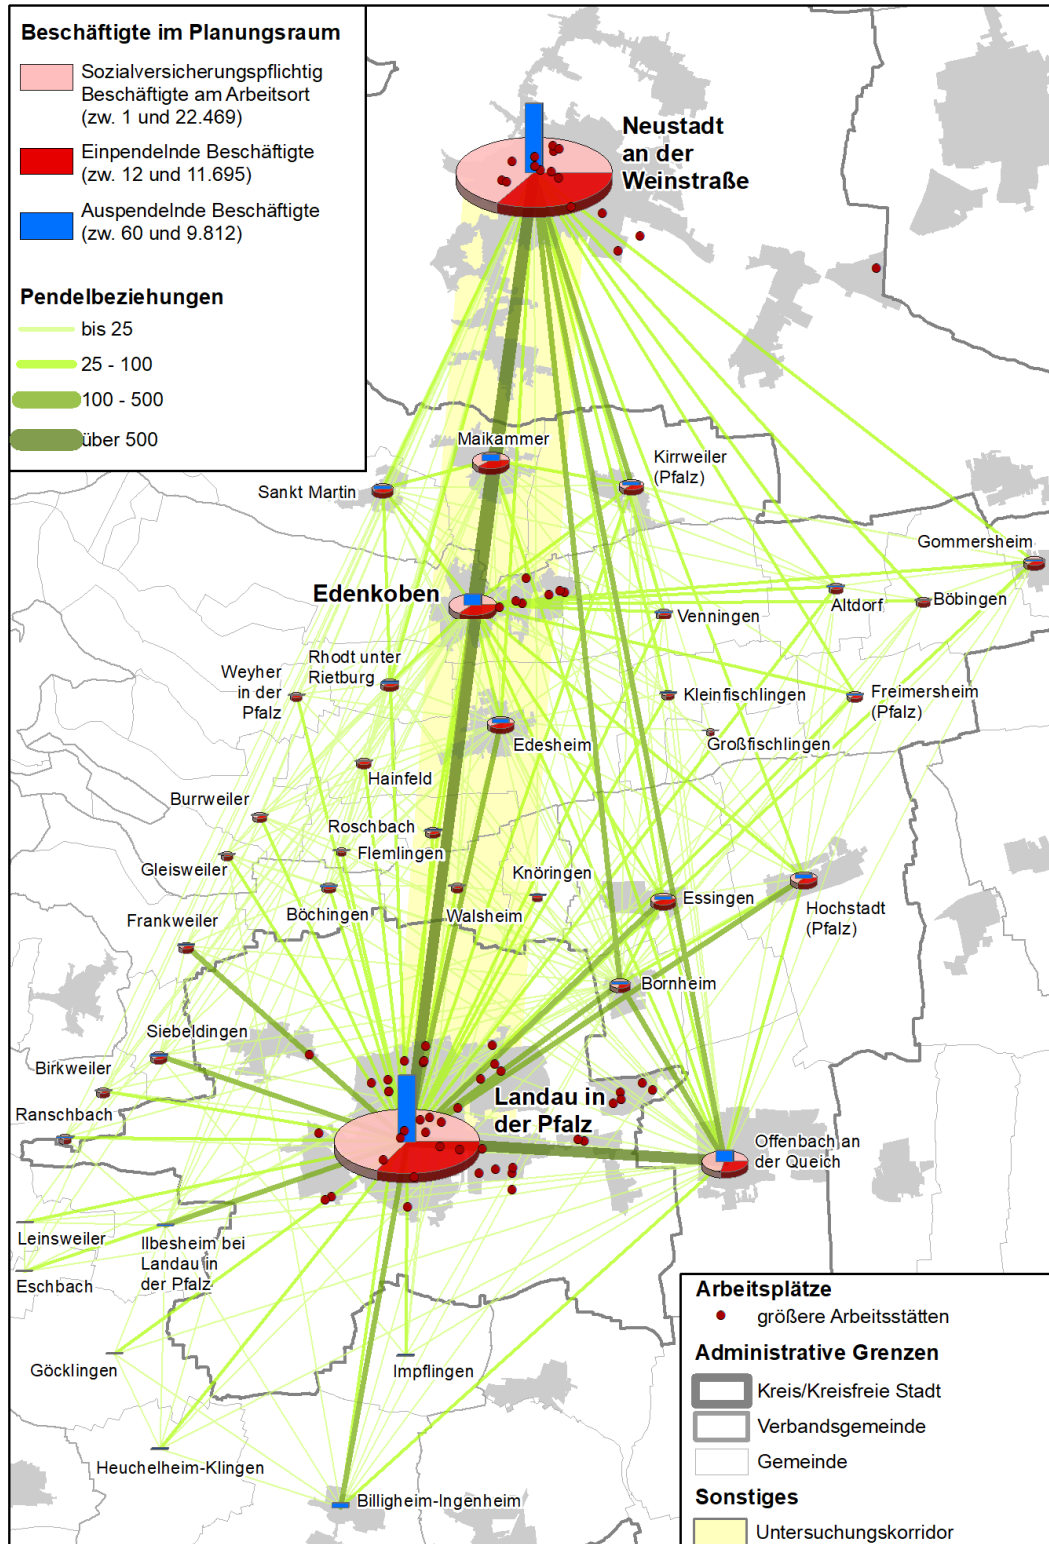 Beschäftigte im Planungsraum
Sozialversicherungspflichtig
Beschäftigte am Arbeitsort
(zw. 1 und 22.469)
Einpendelnde Beschäftigte
(zw. 12 und 11.695)
Auspendelnde Beschäftigte
(zw. 60 und 9.812)
Pendelbeziehungen
bis 25
25 - 100
100 - 500
über 500
Neustadt
an der
Weinstraße
Maikammer
Kirrweiler
(Pfalz)
Sankt Martin
Gommersheim
Edenkoben
Altdorf
Böbingen
Venningen
Rhodt unter
Rietburg
Weyher
in der
Pfalz
Kleinfischlingen
Freimersheim
(Pfalz)
Großfischlingen
Edesheim
Hainfeld
Burrweiler
Roschbach
Flemlingen
Gleisweiler
Knöringen
Böchingen
Walsheim
Essingen
Hochstadt
(Pfalz)
Frankweiler
Bornheim
Siebeldingen
Birkweiler
Ranschbach
Landau in
der Pfalz
Offenbach an
der Queich
Leinsweiler
Ilbesheim bei
Landau in
der Pfalz
Eschbach
Göcklingen
Impflingen
Heuchelheim-Klingen
Billigheim-Ingenheim
Arbeitsplätze
größere Arbeitsstätten
Administrative Grenzen
Kreis/Kreisfreie Stadt
Verbandsgemeinde
Gemeinde
Sonstiges
Untersuchungskorridor